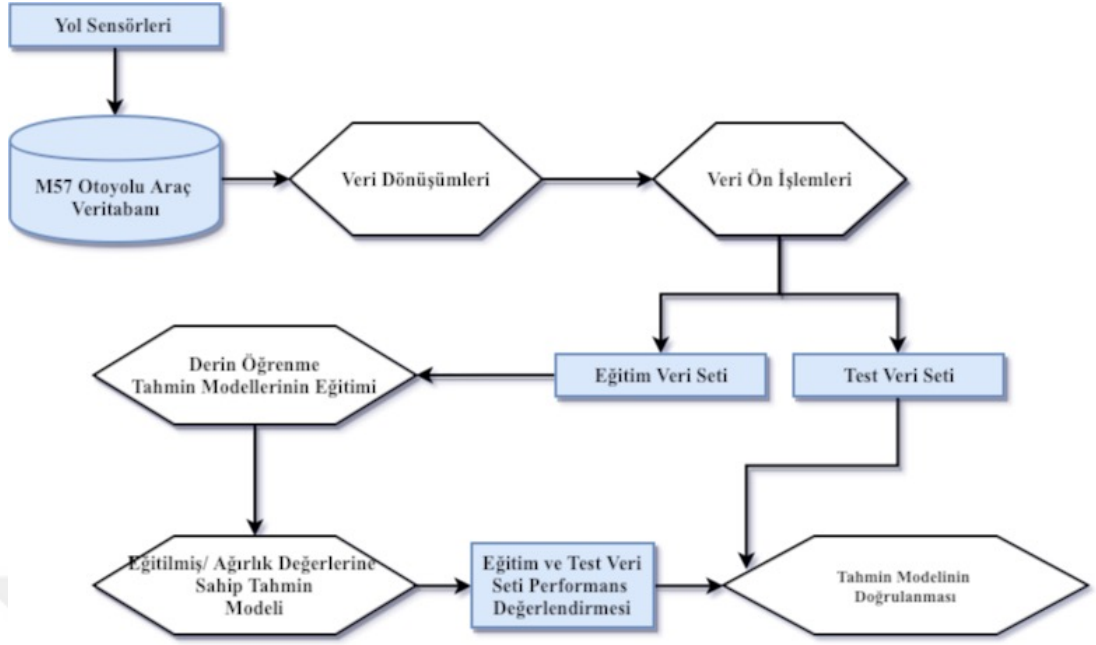 Yol Sensörleri
M57 Otoyolu Araç
Veritabanı
Veri Dönüşümleri
Veri Ön İşlemleri
Derin Öğrenme
Tahmin Modellerinin Eğitimi
Eğitim Veri Seti
Test Veri Seti
Eğitilmiş/ Ağırlık Değerlerine
Sahip Tahmin
Modeli
Eğitim ve Test Veri
Seti Performans
Değerlendirmesi
Tahmin Modelinin
Doğrulanması